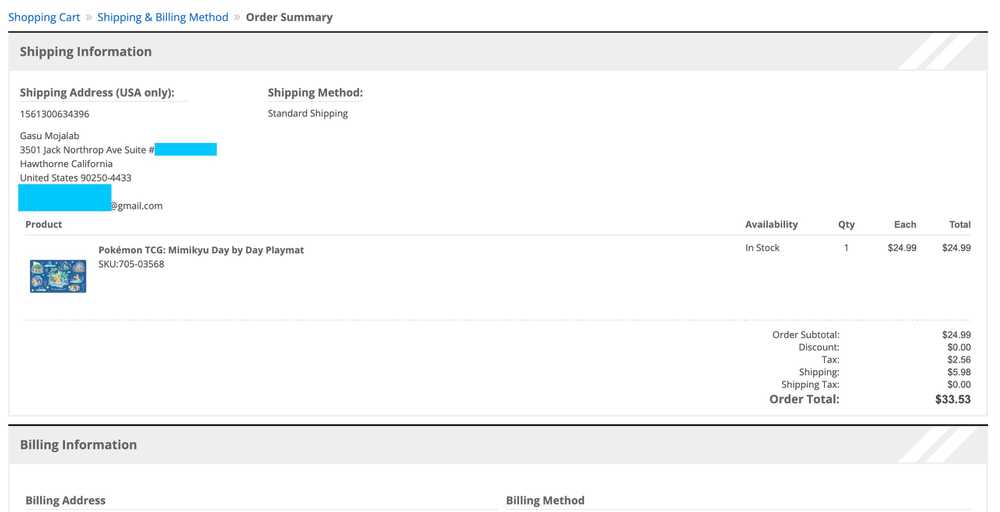 Shopping Cart » Shipping & Billing Method » Order Summary
Shipping Information
Shipping Address (USA only):
Shipping Method:
1561300634396
Standard Shipping
Gasu Mojalab
3501 Jack Northrop Ave Suite #
Hawthorne California
United States 90250-4433
@gmail.com
Product Availability Qty Each Total
Pokémon TCG: Mimikyu Day by Day Playmat In Stock 1 $24.99 $24.99
SKU:705-03568
Order Subtotal: $24.99
Discount: $0.00
Tax: $2.56
Shipping: $5.98
Shipping Tax: $0.00
Order Total: $33.53
Billing Information
Billing Address
Billing Method